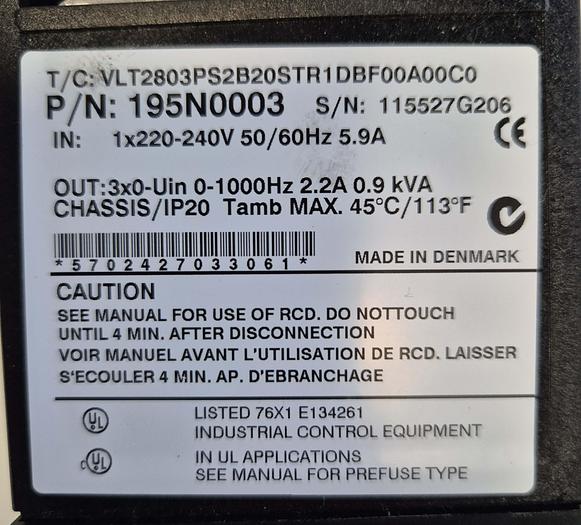 T/C: VLT2803PS2B20STR1DBF00A00C0
P/N: 195N0003 S/N: 115527G206
IN: 1x220-240V 50/60Hz 5.9A
CE
OUT:3x0-Uin 0-1000Hz 2.2A 0.9 kVA
CHASSIS/IP20 Tamb MAX. 45°C/113°F
*5702427033061*
MADE IN DENMARK
CAUTION
SEE MANUAL FOR USE OF RCD. DO NOTTOUCH
UNTIL 4 MIN. AFTER DISCONNECTION
VOIR MANUEL AVANT L'UTILISATION DE RCD. LAISSER
S'ECOULER 4 MIN. AP. D'EBRANCHAGE
UL LISTED 76X1 E134261
INDUSTRIAL CONTROL EQUIPMENT
c UL IN UL APPLICATIONS
SEE MANUAL FOR PREFUSE TYPE